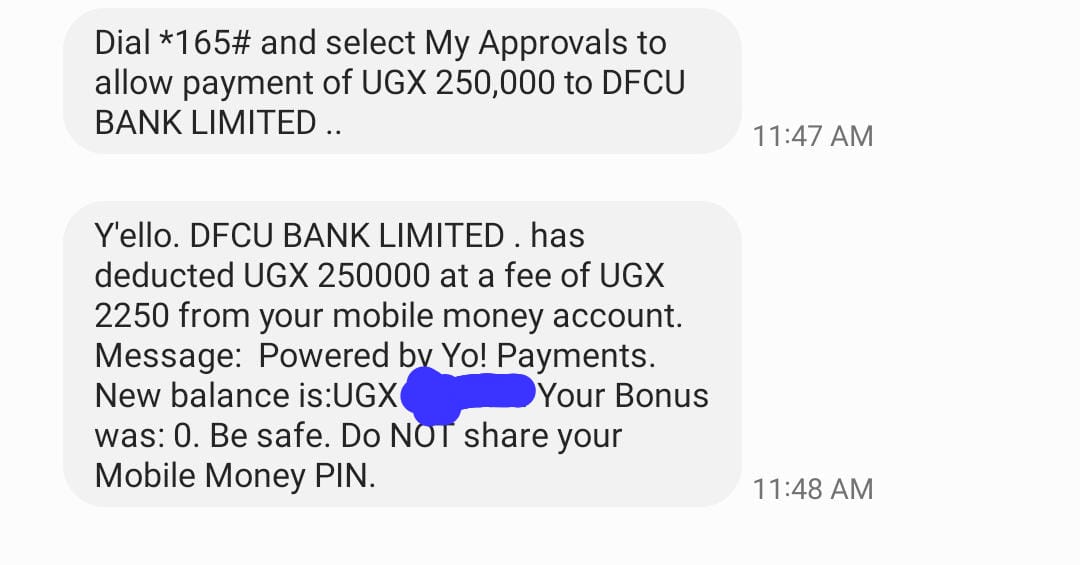 Dial *165# and select My Approvals to
allow payment of UGX 250,000 to DFCU
BANK LIMITED ..
11:47 AM
Y'ello. DFCU BANK LIMITED . has
deducted UGX 250000 at a fee of UGX
2250 from your mobile money account.
Message:  Powered by Yo! Payments.
New balance is:UGX Your Bonus
was: 0. Be safe. Do NOT share your
Mobile Money PIN.
11:48 AM